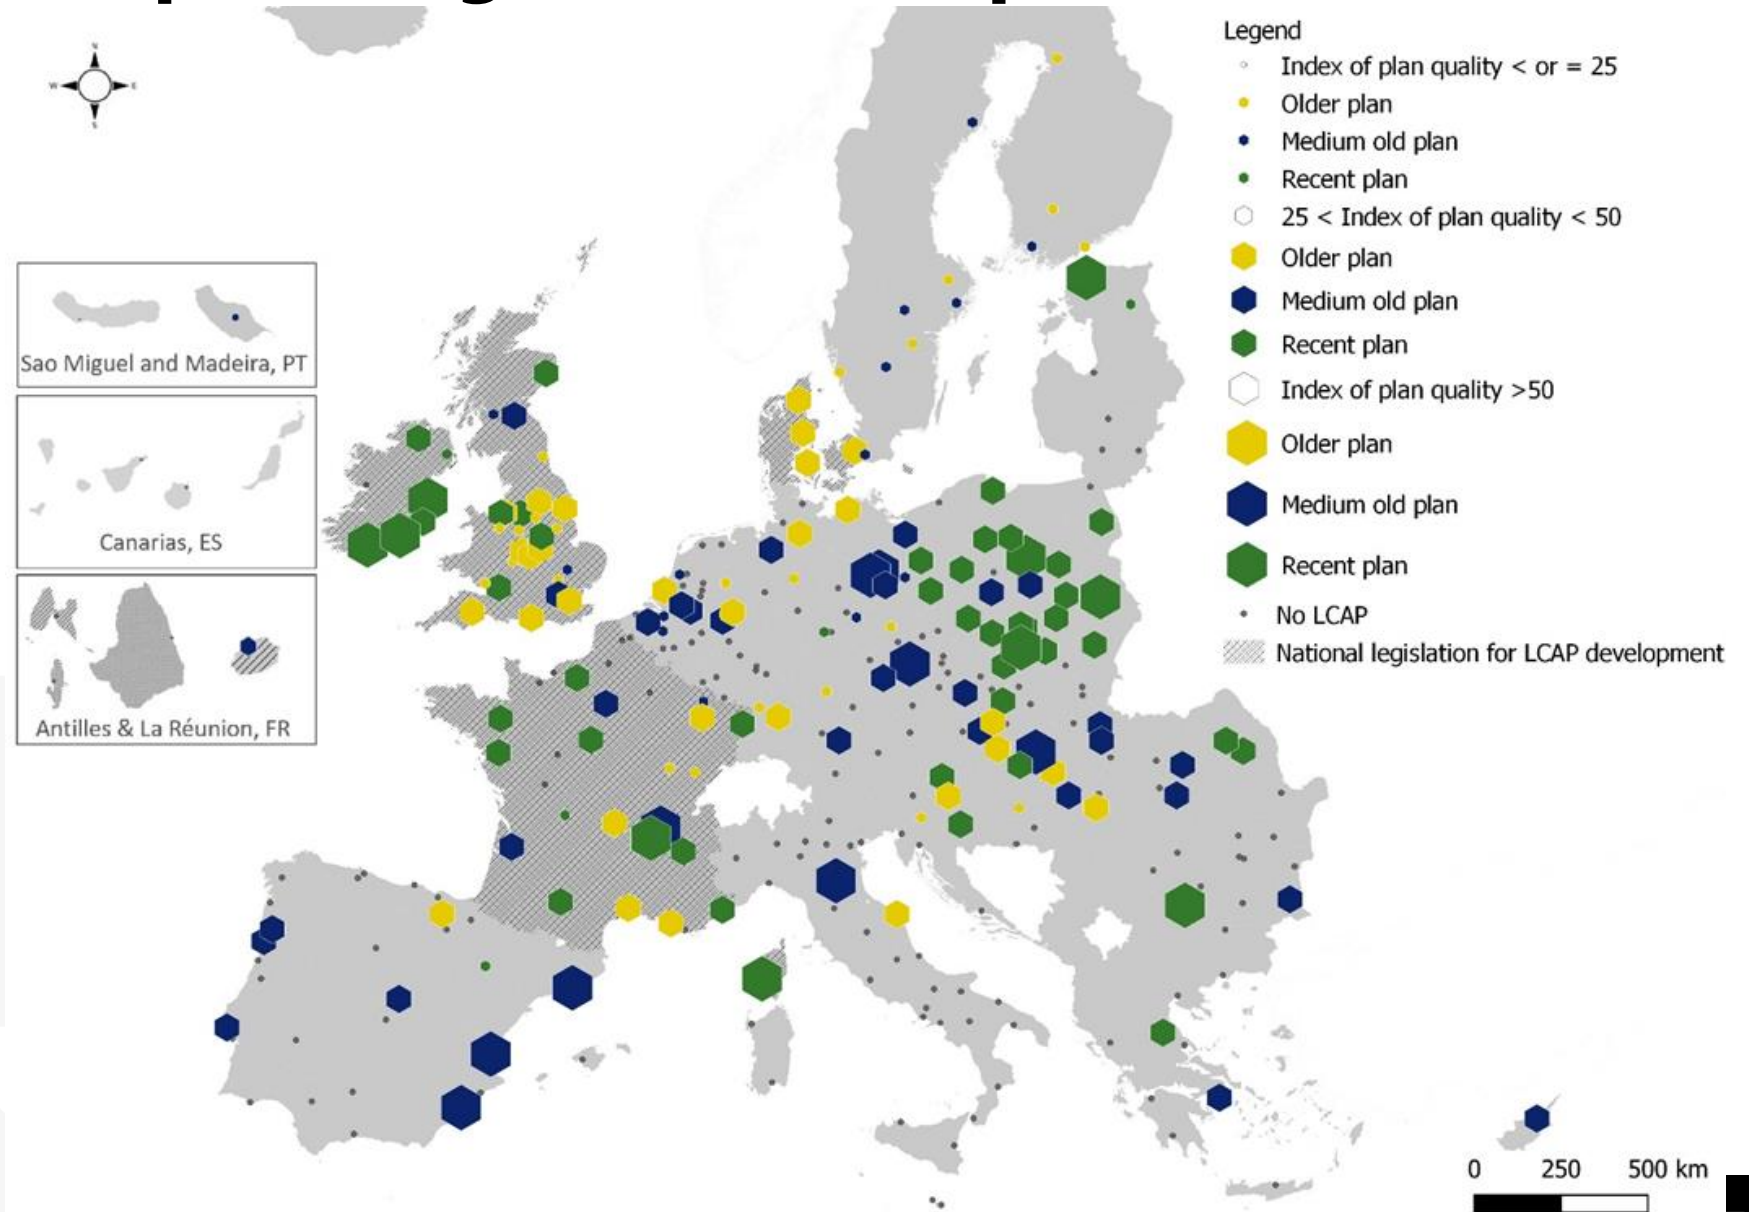 N
W
E
S
Legend
Index of plan quality < or = 25
Older plan
Medium old plan
Recent plan
25 < Index of plan quality < 50
Older plan
Medium old plan
Recent plan
Index of plan quality >50
Older plan
Medium old plan
Recent plan
No LCAP
National legislation for LCAP development
Sao Miguel and Madeira, PT
Canarias, ES
Antilles & La Réunion, FR
0 250 500 km